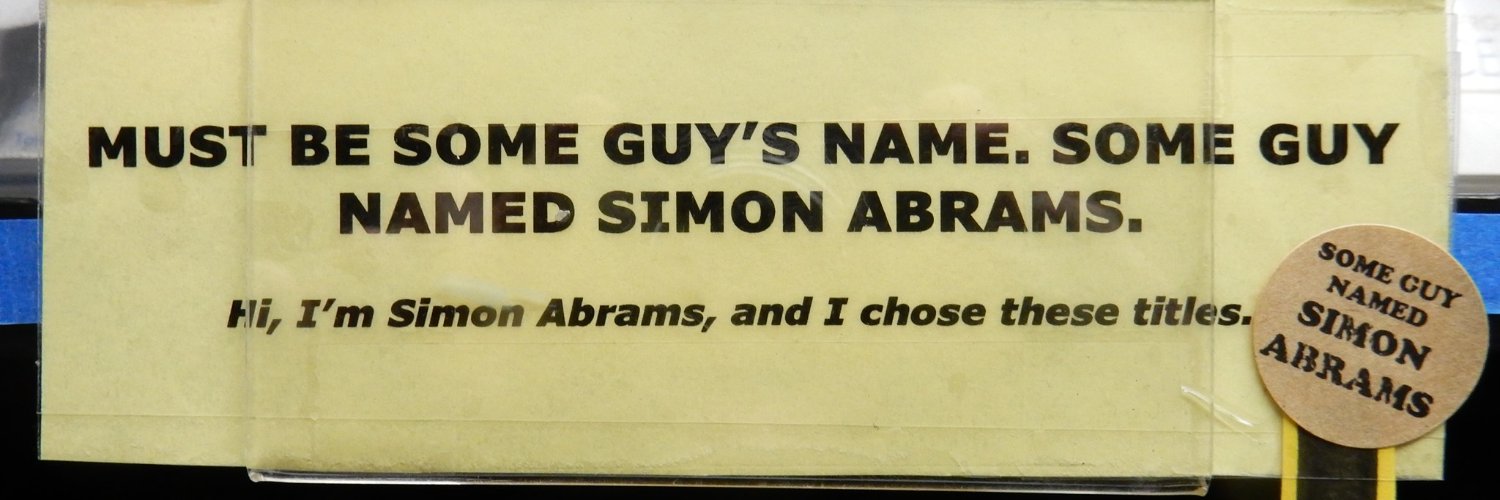 MUST BE SOME GUY'S NAME. SOME GUY
NAMED SIMON ABRAMS.
Hi, I'm Simon Abrams, and I chose these titles.
SOME GUY
NAMED
SIMON
ABRAMS